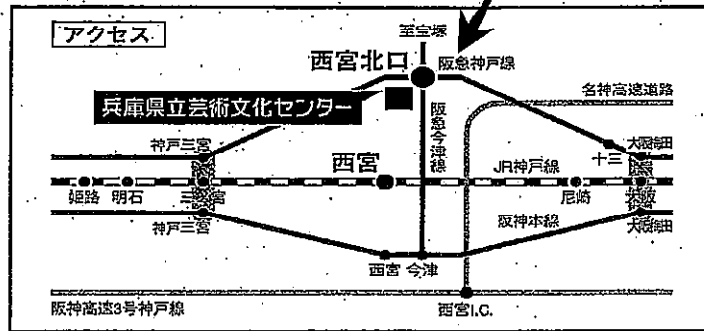 アクセス
至宝塚
西宮北口
阪急神戸線
名神高速道路
兵庫県立芸術文化センター
阪急今津線
神戸三宮
十三
大阪梅田
西宮
JR神戸線
姫路
明石
三ノ宮
尼崎
大阪
神戸三宮
阪神本線
大阪梅田
西宮
今津
阪神高速3号神戸線
西宮I.C.